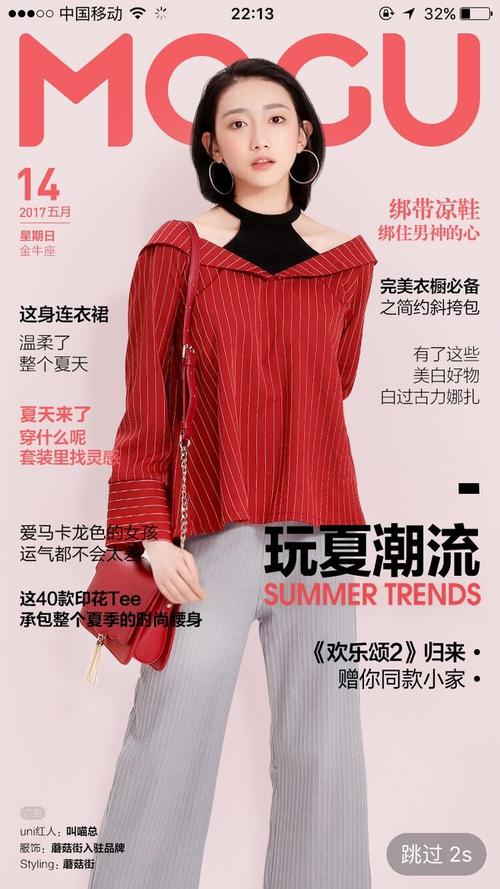 中国移动
22:13
32%
MOGU
14
2017五月
星期日
金牛座
绑带凉鞋
绑住男神的心
完美衣橱必备
之简约斜挎包
这身连衣裙
温柔了
整个夏天
有了这些
美白好物
白过古力娜扎
夏天来了
穿什么呢
套装里找灵感
爱马卡龙色的女孩
运气都不会太差
玩夏潮流
SUMMER TRENDS
这40款印花Tee
承包整个夏季的时尚腰身
《欢乐颂2》归来
赠你同款小家
广告
uni红人：叫喵总
服饰：蘑菇街入驻品牌
Styling：蘑菇街
跳过 2s